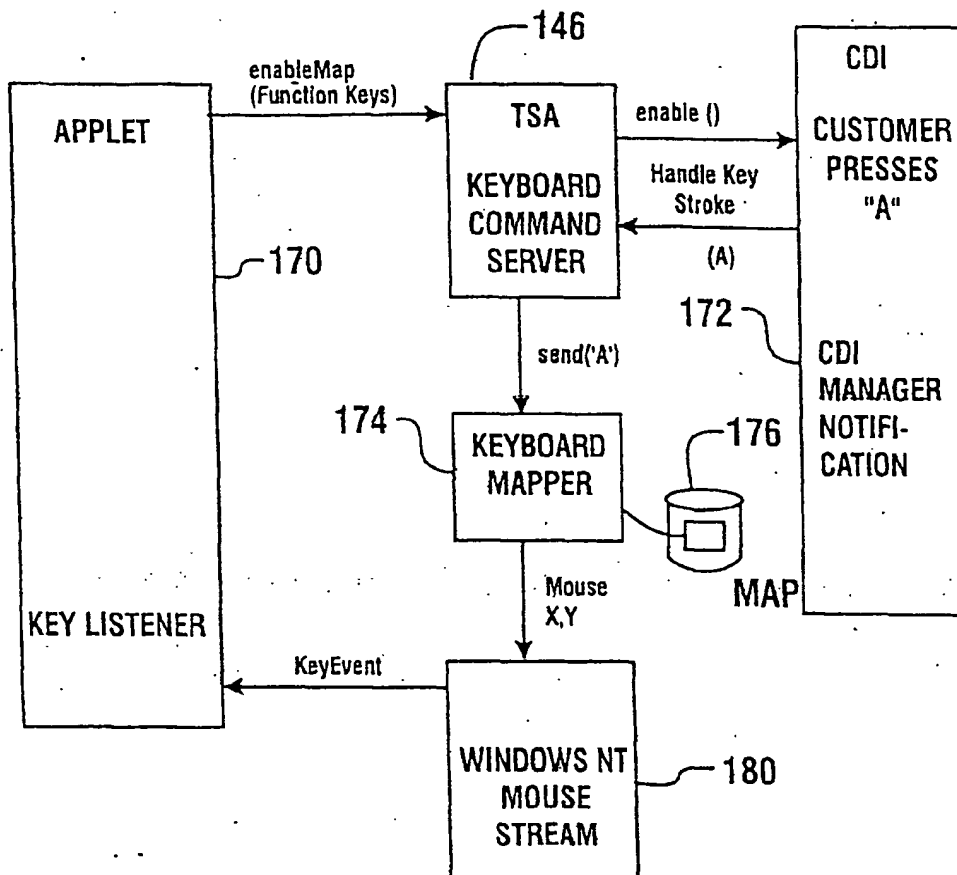 146
enableMap
(Function Keys)
APPLET
TSA
KEYBOARD
COMMAND
SERVER
enable ()
Handle Key
Stroke
(A)
CDI
CUSTOMER
PRESSES
"A"
170
172
CDI
MANAGER
NOTIFI-
CATION
send('A')
174
KEYBOARD
MAPPER
176
MAP
Mouse
X,Y
KEY LISTENER
KeyEvent
WINDOWS NT
MOUSE
STREAM
180